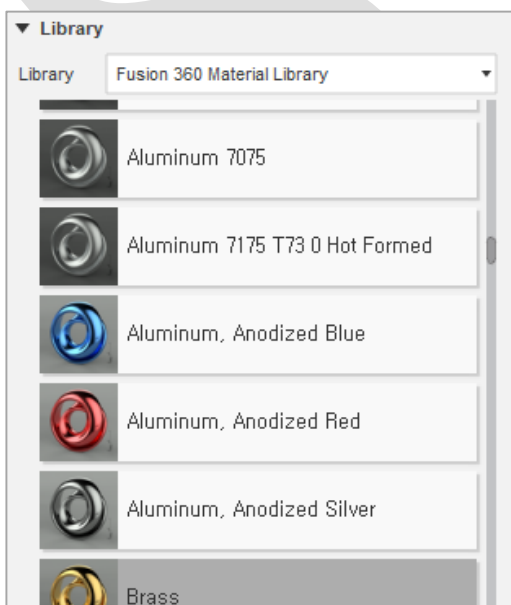 Library
Library Fusion 360 Material Library
Aluminum 7075
Aluminum 7175 T73 0 Hot Formed
Aluminum, Anodized Blue
Aluminum, Anodized Red
Aluminum, Anodized Silver
Brass